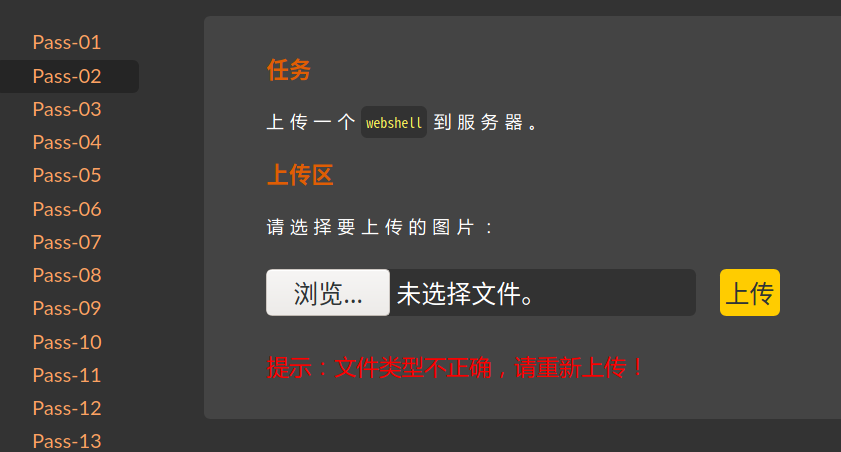 Pass-01
Pass-02
Pass-03
Pass-04
Pass-05
Pass-06
Pass-07
Pass-08
Pass-09
Pass-10
Pass-11
Pass-12
Pass-13
任务
上传一个 webshell 到服务器。
上传区
请选择要上传的图片：
浏览... 未选择文件。 上传
提示：文件类型不正确，请重新上传！